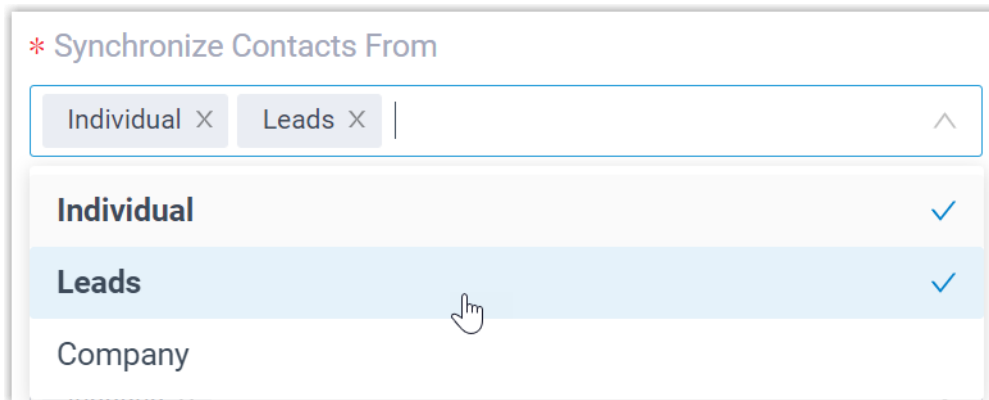 * Synchronize Contacts From
Individual X Leads X
Individual
Leads
Company